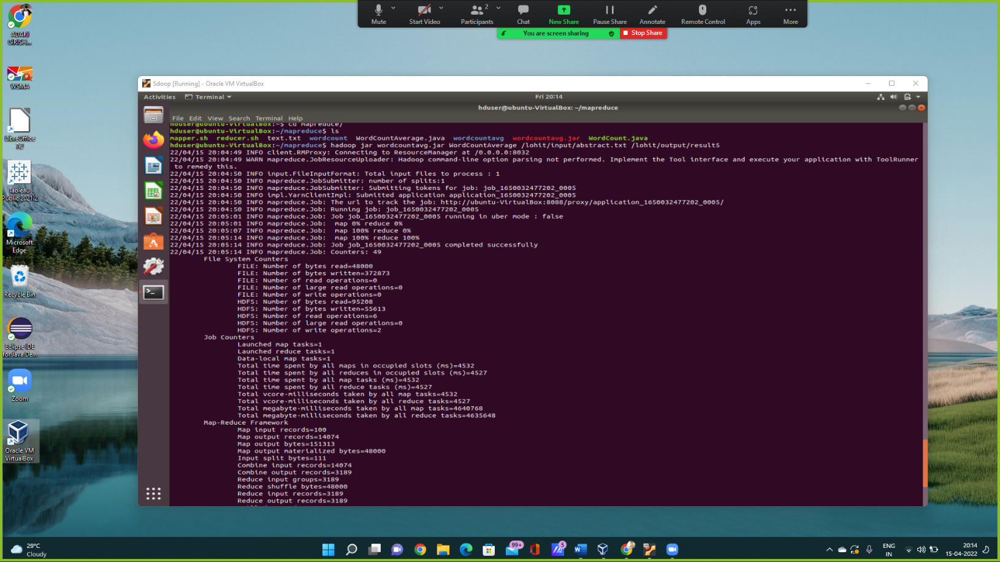 ADARI
GIRISH...
WSMA
LibreOffice
7.2
Tableau
Public 2021.2
Microsoft
Edge
Recycle Bin
Eclipse IDE
for Java De...
Zoom
Oracle VM
VirtualBox
Mute
Start Video
2
Participants
Chat
New Share
Pause Share
Annotate
Remote Control
Apps
More
You are screen sharing
Stop Share
Sdoop [Running] - Oracle VM VirtualBox
Activities
Terminal
Fri 20:14
hduser@ubuntu-VirtualBox: ~/mapreduce
File Edit View Search Terminal Help
hduser@ubuntu-VirtualBox:~$ cd mapreduce/
hduser@ubuntu-VirtualBox:~/mapreduce$ ls
mapper.sh reducer.sh text.txt wordcount WordCountAverage.java wordcountavg wordcountavg.jar WordCount.java
hduser@ubuntu-VirtualBox:~/mapreduce$ hadoop jar wordcountavg.jar WordCountAverage /lohit/input/abstract.txt /lohit/output/result5
22/04/15 20:04:49 INFO client.RMProxy: Connecting to ResourceManager at /0.0.0.0:8032
22/04/15 20:04:49 WARN mapreduce.JobResourceUploader: Hadoop command-line option parsing not performed. Implement the Tool interface and execute your application with ToolRunner
to remedy this.
22/04/15 20:04:50 INFO input.FileInputFormat: Total input files to process : 1
22/04/15 20:04:50 INFO mapreduce.JobSubmitter: number of splits:1
22/04/15 20:04:50 INFO mapreduce.JobSubmitter: Submitting tokens for job: job_1650032477202_0005
22/04/15 20:04:50 INFO impl.YarnClientImpl: Submitted application application_1650032477202_0005
22/04/15 20:04:50 INFO mapreduce.Job: The url to track the job: http://ubuntu-VirtualBox:8088/proxy/application_1650032477202_0005/
22/04/15 20:04:50 INFO mapreduce.Job: Running job: job_1650032477202_0005
22/04/15 20:05:01 INFO mapreduce.Job: Job job_1650032477202_0005 running in uber mode : false
22/04/15 20:05:01 INFO mapreduce.Job:  map 0% reduce 0%
22/04/15 20:05:07 INFO mapreduce.Job:  map 100% reduce 0%
22/04/15 20:05:14 INFO mapreduce.Job:  map 100% reduce 100%
22/04/15 20:05:14 INFO mapreduce.Job: Job job_1650032477202_0005 completed successfully
22/04/15 20:05:14 INFO mapreduce.Job: Counters: 49
File System Counters
FILE: Number of bytes read=48000
FILE: Number of bytes written=372873
FILE: Number of read operations=0
FILE: Number of large read operations=0
FILE: Number of write operations=0
HDFS: Number of bytes read=95208
HDFS: Number of bytes written=55613
HDFS: Number of read operations=6
HDFS: Number of large read operations=0
HDFS: Number of write operations=2
Job Counters
Launched map tasks=1
Launched reduce tasks=1
Data-local map tasks=1
Total time spent by all maps in occupied slots (ms)=4532
Total time spent by all reduces in occupied slots (ms)=4527
Total time spent by all map tasks (ms)=4532
Total time spent by all reduce tasks (ms)=4527
Total vcore-milliseconds taken by all map tasks=4532
Total vcore-milliseconds taken by all reduce tasks=4527
Total megabyte-milliseconds taken by all map tasks=4640768
Total megabyte-milliseconds taken by all reduce tasks=4635648
Map-Reduce Framework
Map input records=100
Map output records=14074
Map output bytes=151313
Map output materialized bytes=48000
Input split bytes=111
Combine input records=14074
Combine output records=3189
Reduce input groups=3189
Reduce shuffle bytes=48000
Reduce input records=3189
Reduce output records=3189
29°C
Cloudy
99+
5
ENG
IN
20:14
15-04-2022